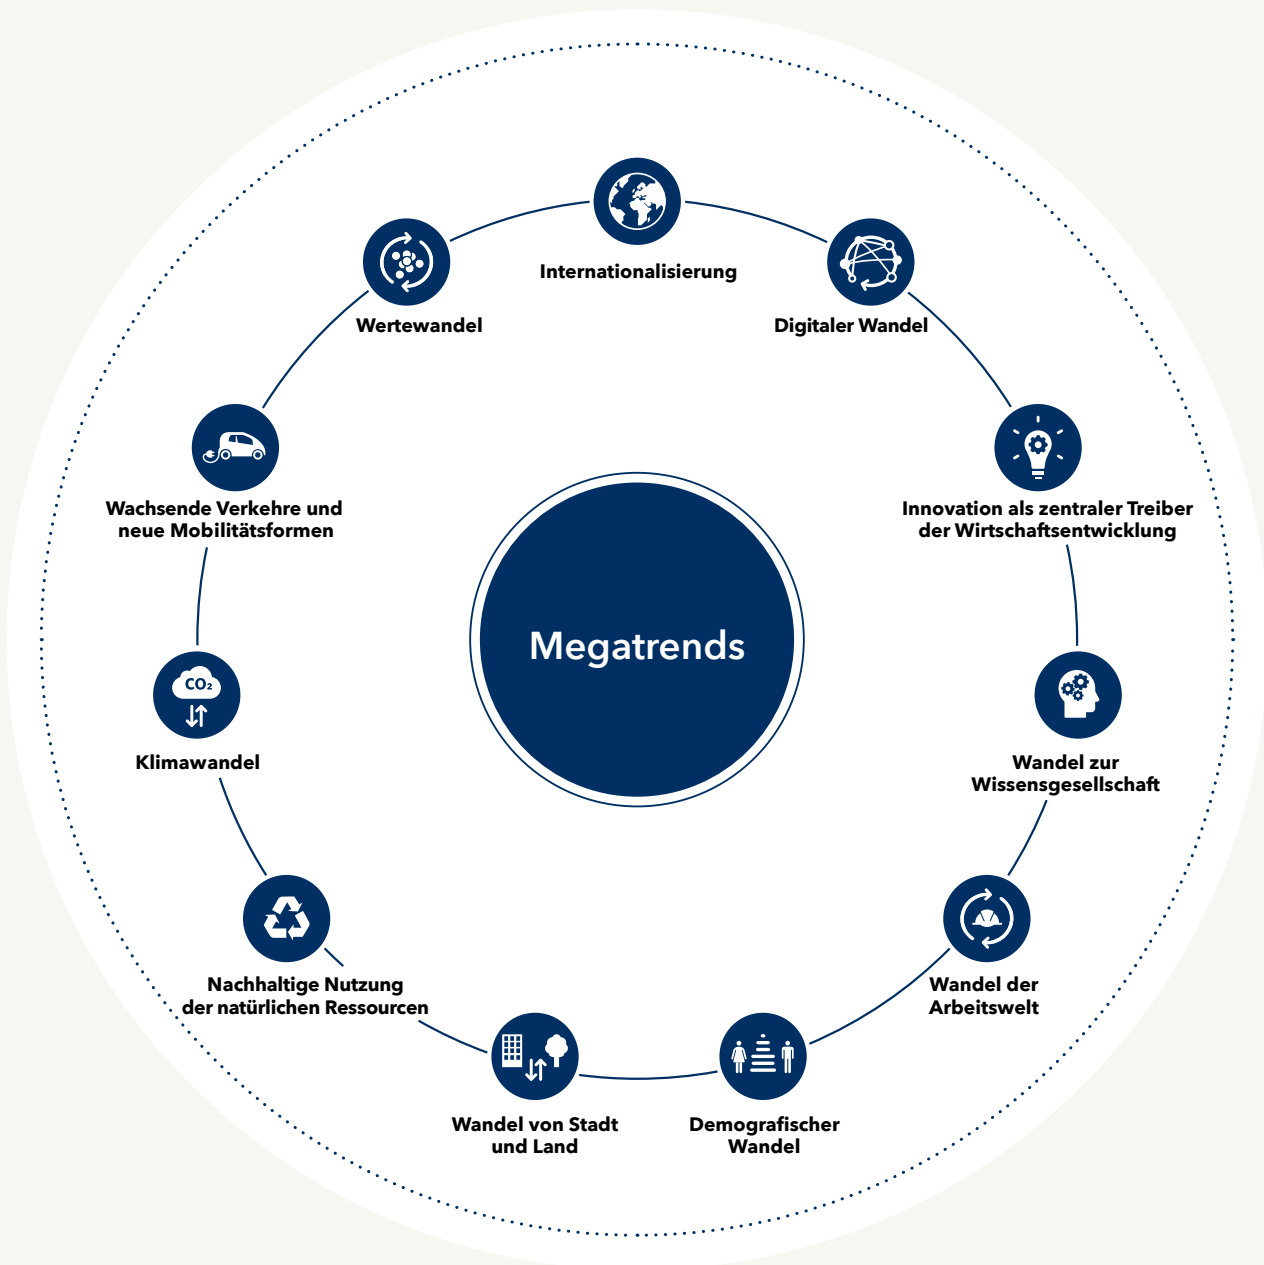 Internationalisierung
Digitaler Wandel
Innovation als zentraler Treiber
der Wirtschaftsentwicklung
Wandel zur
Wissensgesellschaft
Wandel der
Arbeitswelt
Demografischer
Wandel
Wandel von Stadt
und Land
Nachhaltige Nutzung
der natürlichen Ressourcen
CO₂
Klimawandel
Wachsende Verkehre und
neue Mobilitätsformen
Wertewandel
Megatrends